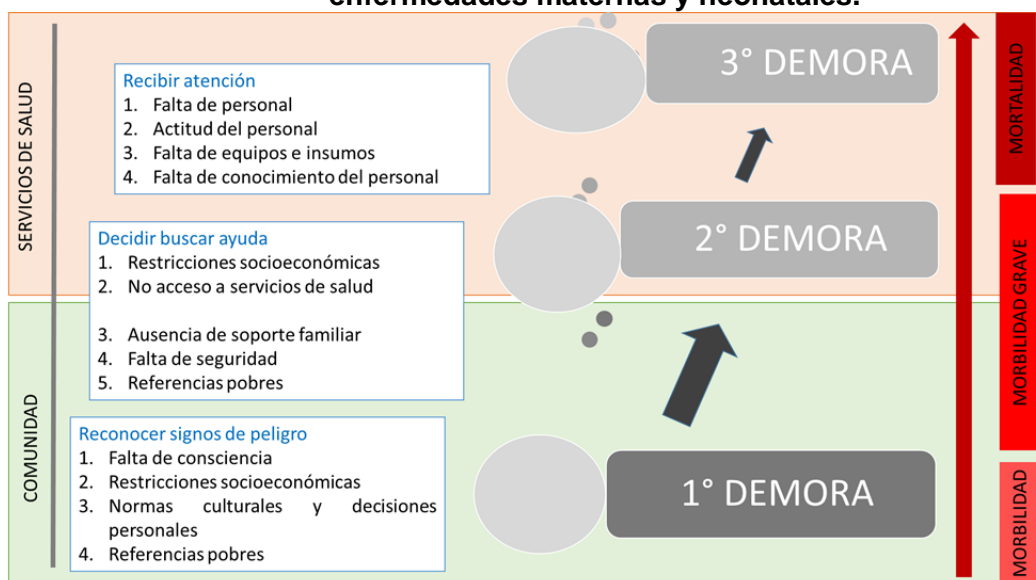 enfermedades maternas y neonatales.
SERVICIOS DE SALUD
Recibir atención
1. Falta de personal
2. Actitud del personal
3. Falta de equipos e insumos
4. Falta de conocimiento del personal
3° DEMORA
MORTALIDAD
Decidir buscar ayuda
1. Restricciones socioeconómicas
2. No acceso a servicios de salud
3. Ausencia de soporte familiar
4. Falta de seguridad
5. Referencias pobres
2° DEMORA
MORBILIDAD GRAVE
COMUNIDAD
Reconocer signos de peligro
1. Falta de consciencia
2. Restricciones socioeconómicas
3. Normas culturales y decisiones
personales
4. Referencias pobres
1° DEMORA
MORBILIDAD